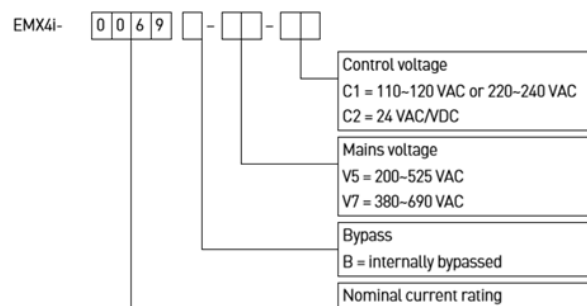 EMX4i- 0 0 6 9 - -
Control voltage
C1 = 110~120 VAC or 220~240 VAC
C2 = 24 VAC/VDC
Mains voltage
V5 = 200~525 VAC
V7 = 380~690 VAC
Bypass
B = internally bypassed
Nominal current rating